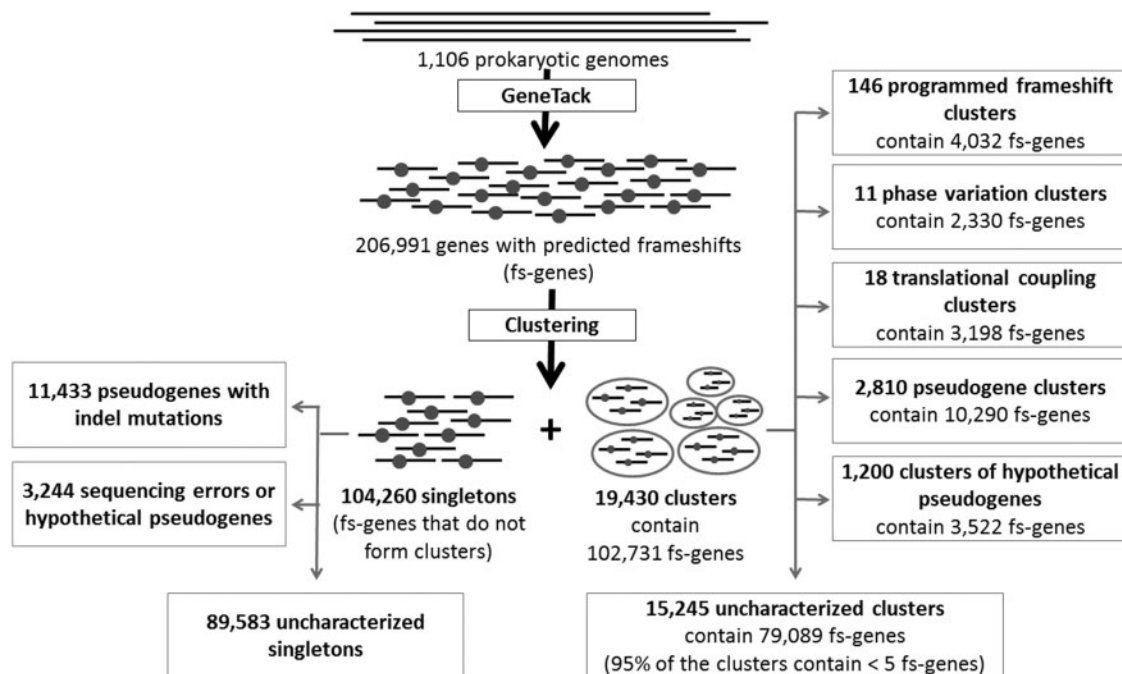 1,106 prokaryotic genomes
GeneTack
206,991 genes with predicted frameshifts
(fs-genes)
Clustering
11,433 pseudogenes with
indel mutations
3,244 sequencing errors or
hypothetical pseudogenes
89,583 uncharacterized
singletons
104,260 singletons
(fs-genes that do not
form clusters)
+
19,430 clusters
contain
102,731 fs-genes
146 programmed frameshift
clusters
contain 4,032 fs-genes
11 phase variation clusters
contain 2,330 fs-genes
18 translational coupling
clusters
contain 3,198 fs-genes
2,810 pseudogene clusters
contain 10,290 fs-genes
1,200 clusters of hypothetical
pseudogenes
contain 3,522 fs-genes
15,245 uncharacterized clusters
contain 79,089 fs-genes
(95% of the clusters contain < 5 fs-genes)